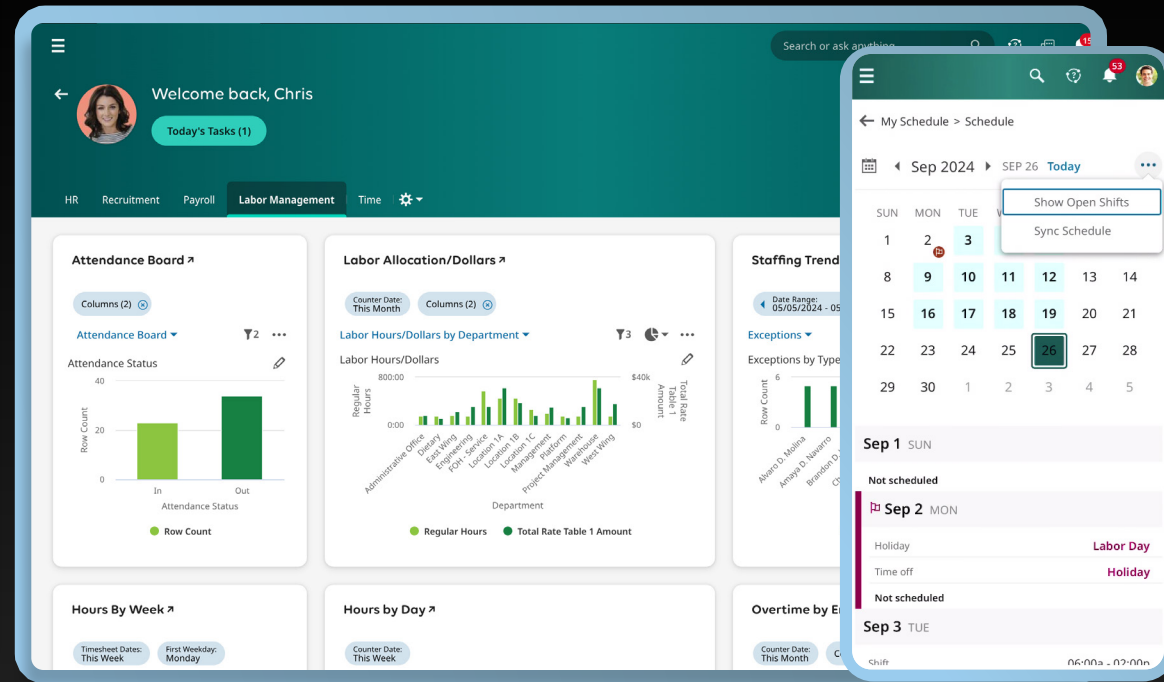 Search or ask anything
15
Welcome back, Chris
Today's Tasks (1)
HR Recruitment Payroll Labor Management Time
Attendance Board
Columns (2)
Attendance Board
2
Attendance Status
40
20
0
Row Count
In Out
Attendance Status
Row Count
Labor Allocation/Dollars
Counter Date:
This Month
Columns (2)
Labor Hours/Dollars by Department
3
Labor Hours/Dollars
800:00
0:00
Regular
Hours
$40k
$0
Total Rate
Table 1
Amount
Administrative Office
Dietary
East Wing
Engineering
FOH - Service
Location 1A
Location 1B
Location 1C
Management
Platform
Project Management
Warehouse
West Wing
Department
Regular Hours Total Rate Table 1 Amount
Staffing Trend
Date Range:
05/05/2024 - 05
Exceptions
Exceptions by Type
6
0
Row Count
Alvaro D. Molina
Amaya D. Navarro
Brandon D.
Hours By Week
Timesheet Dates:
This Week
First Weekday:
Monday
Hours by Day
Counter Date:
This Week
Overtime by E
Counter Date:
This Month
53
My Schedule > Schedule
Sep 2024 SEP 26 Today
Show Open Shifts
Sync Schedule
SUN MON TUE
1 2 3
8 9 10 11 12 13 14
15 16 17 18 19 20 21
22 23 24 25 26 27 28
29 30 1 2 3 4 5
Sep 1 SUN
Not scheduled
Sep 2 MON
Holiday Labor Day
Time off Holiday
Not scheduled
Sep 3 TUE
Shift 06:00a - 02:00p